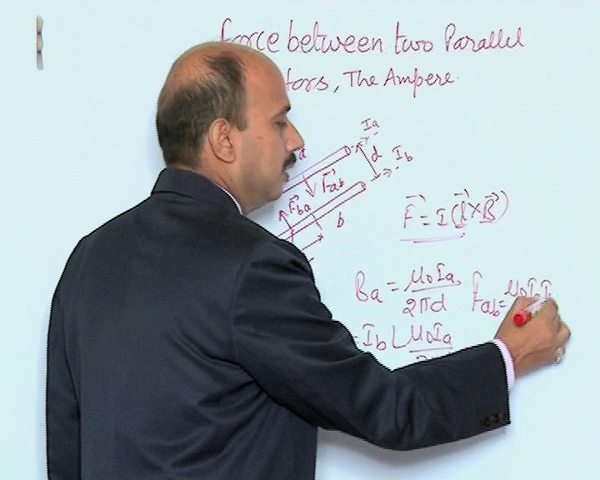 Force between two Parallel
tors, The Ampere
Ia
a
d
Ib
Fab
Fba
b
F⃗ = I(l⃗×B⃗)
Ba = μ0Ia / 2πd
Fab = μ0I
= Ib L μ0Ia